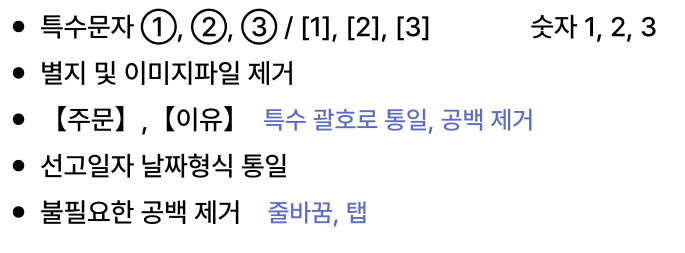 • 특수문자 ①, ②, ③ / [1], [2], [3] 숫자 1, 2, 3
• 별지 및 이미지파일 제거
• 【주문】, 【이유】 특수 괄호로 통일, 공백 제거
• 선고일자 날짜형식 통일
• 불필요한 공백 제거 줄바꿈, 탭